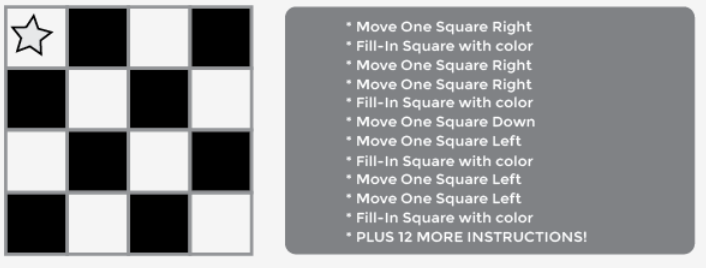 * Move One Square Right
* Fill-In Square with color
* Move One Square Right
* Move One Square Right
* Fill-In Square with color
* Move One Square Down
* Move One Square Left
* Fill-In Square with color
* Move One Square Left
* Move One Square Left
* Fill-In Square with color
* PLUS 12 MORE INSTRUCTIONS!